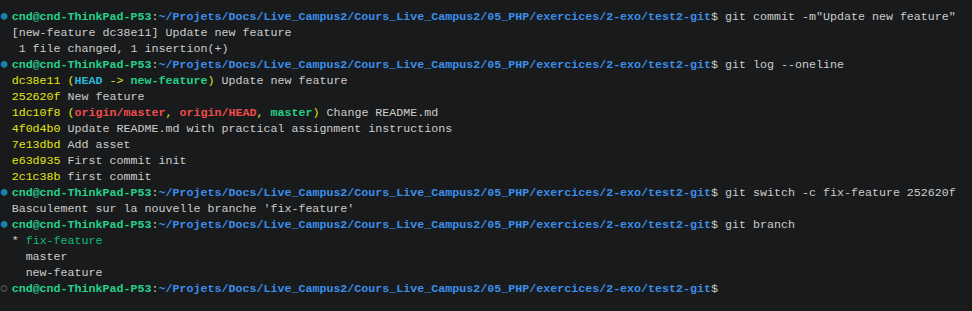 cnd@cnd-ThinkPad-P53:~/Projets/Docs/Live_Campus2/Cours_Live_Campus2/05_PHP/exercices/2-exo/test2-git$ git commit -m"Update new feature"
[new-feature dc38e11] Update new feature
 1 file changed, 1 insertion(+)
cnd@cnd-ThinkPad-P53:~/Projets/Docs/Live_Campus2/Cours_Live_Campus2/05_PHP/exercices/2-exo/test2-git$ git log --oneline
dc38e11 (HEAD -> new-feature) Update new feature
252620f New feature
1dc10f8 (origin/master, origin/HEAD, master) Change README.md
4f0d4b0 Update README.md with practical assignment instructions
7e13dbd Add asset
e63d935 First commit init
2c1c38b first commit
cnd@cnd-ThinkPad-P53:~/Projets/Docs/Live_Campus2/Cours_Live_Campus2/05_PHP/exercices/2-exo/test2-git$ git switch -c fix-feature 252620f
Basculement sur la nouvelle branche 'fix-feature'
cnd@cnd-ThinkPad-P53:~/Projets/Docs/Live_Campus2/Cours_Live_Campus2/05_PHP/exercices/2-exo/test2-git$ git branch
* fix-feature
  master
  new-feature
cnd@cnd-ThinkPad-P53:~/Projets/Docs/Live_Campus2/Cours_Live_Campus2/05_PHP/exercices/2-exo/test2-git$